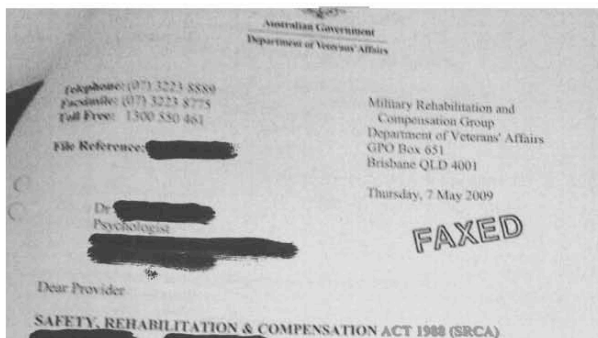 Australian Government
Department of Veterans' Affairs
Telephone: (07) 3223 8889
Facsimile: (07) 3223 8775
Toll Free: 1300 550 461
File Reference:
Military Rehabilitation and
Compensation Group
Department of Veterans' Affairs
GPO Box 651
Brisbane QLD 4001
Thursday, 7 May 2009
Dr
Psychologist
FAXED
Dear Provider
SAFETY, REHABILITATION & COMPENSATION ACT 1988 (SRCA)